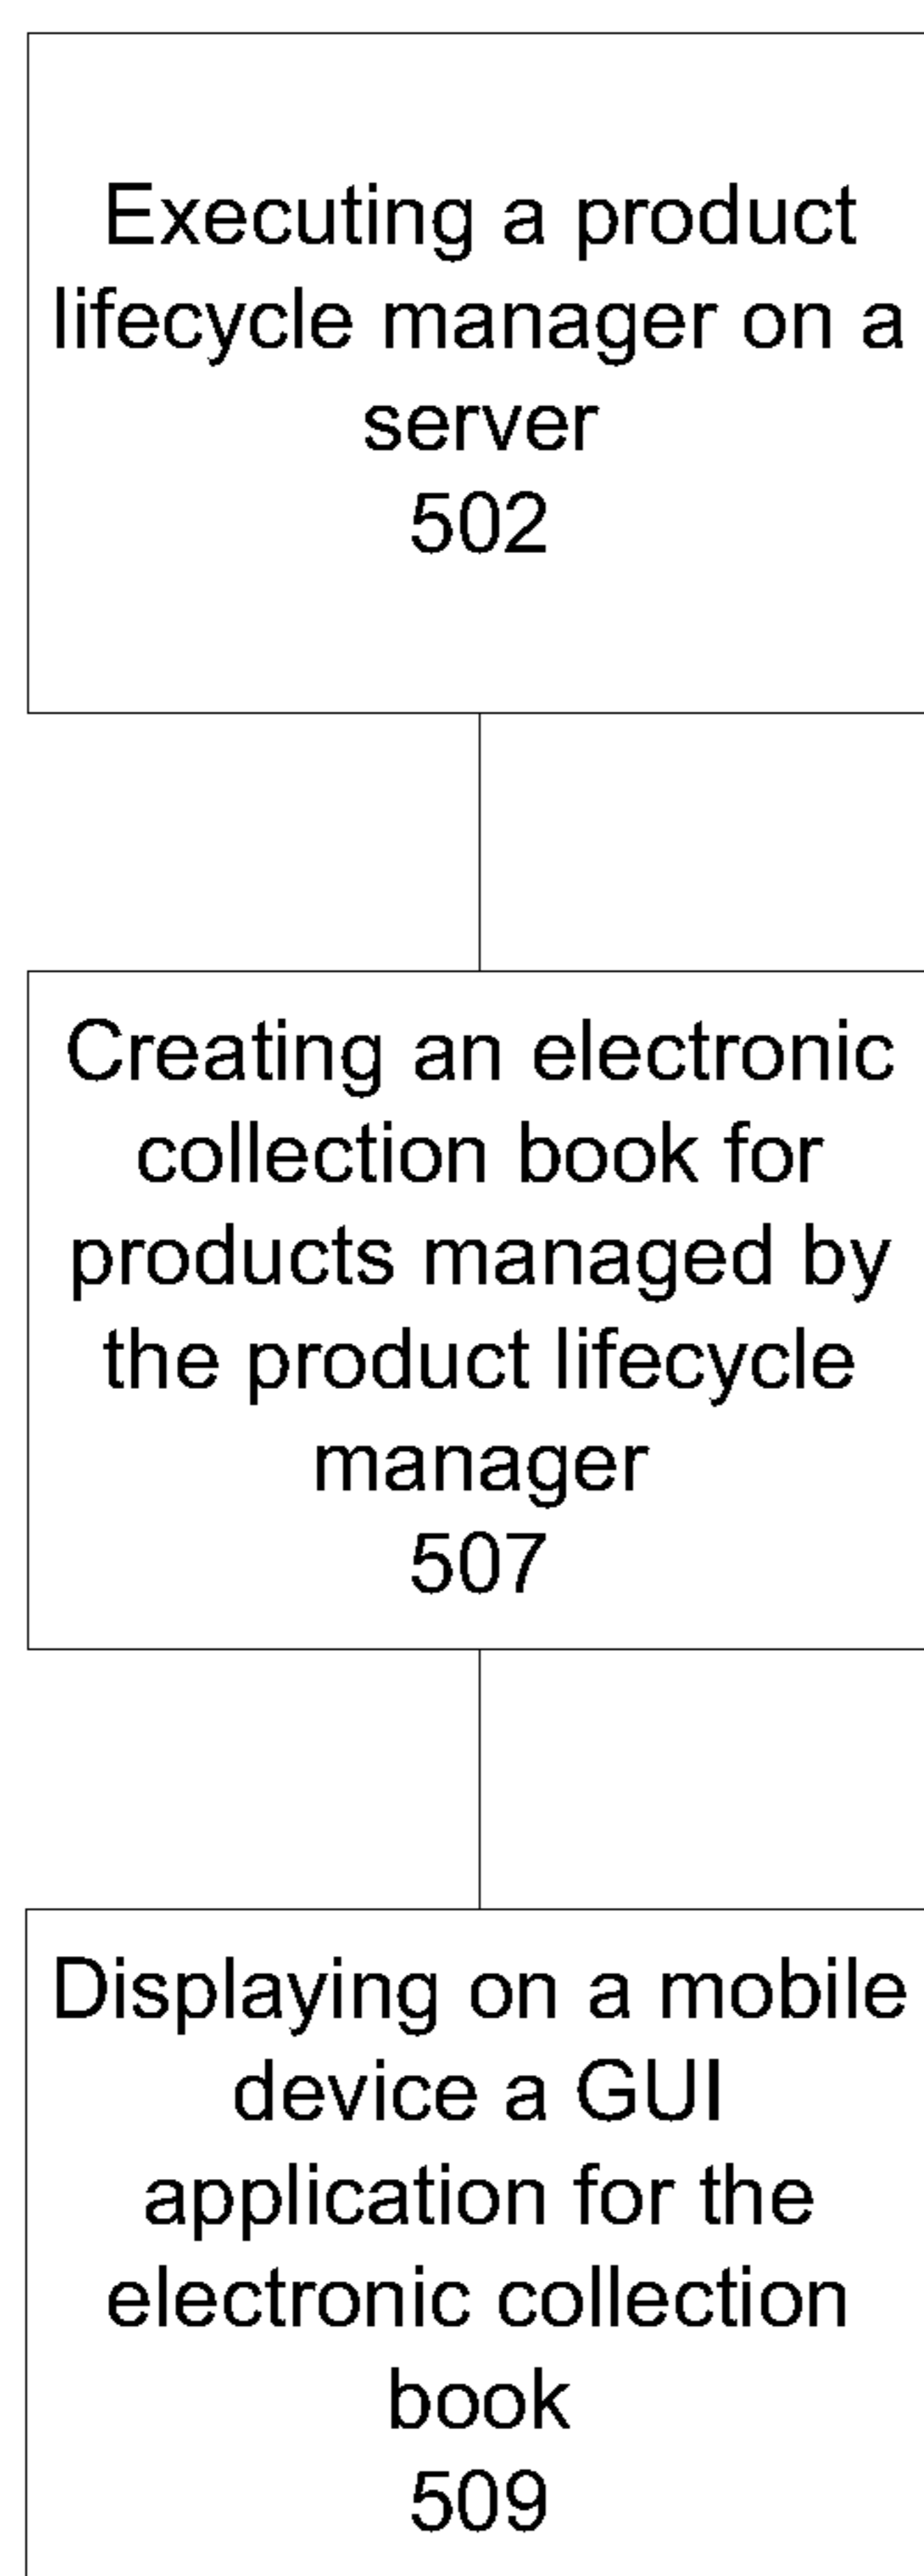 Executing a product
lifecycle manager on a
server
502
Creating an electronic
collection book for
products managed by
the product lifecycle
manager
507
Displaying on a mobile
device a GUI
application for the
electronic collection
book
509